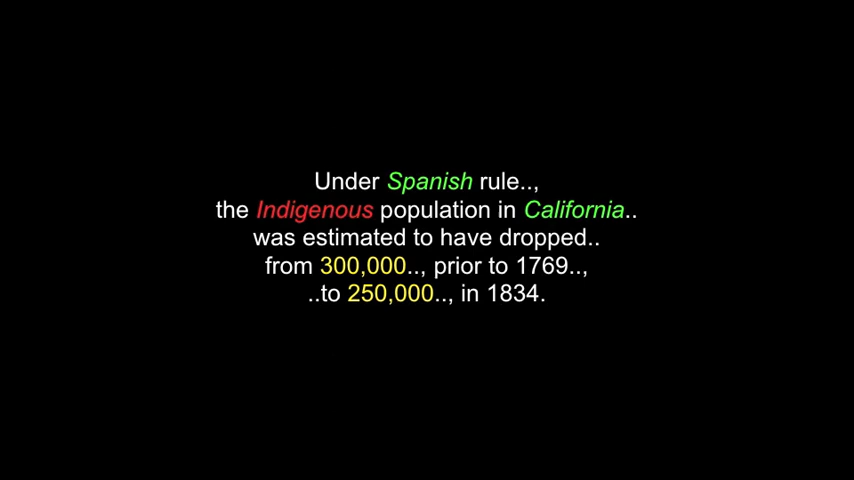 Under Spanish rule..,
the Indigenous population in California..
was estimated to have dropped..
from 300,000.., prior to 1769..,
..to 250,000.., in 1834.